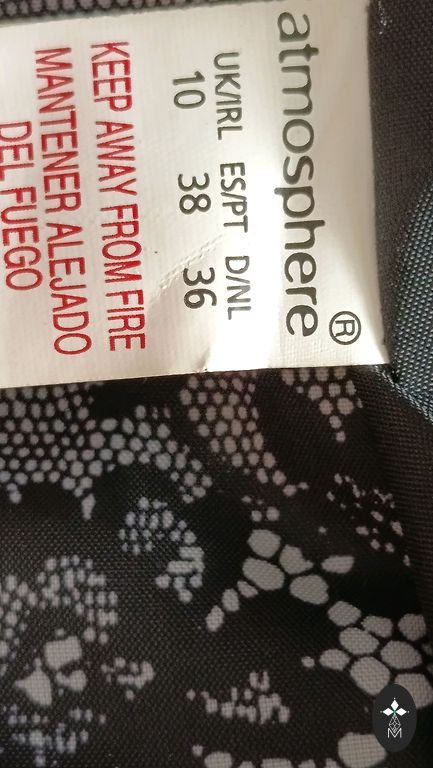 atmosphere®
UK/IRL ES/PT D/NL
10 38 36
KEEP AWAY FROM FIRE
MANTENER ALEJADO
DEL FUEGO
M